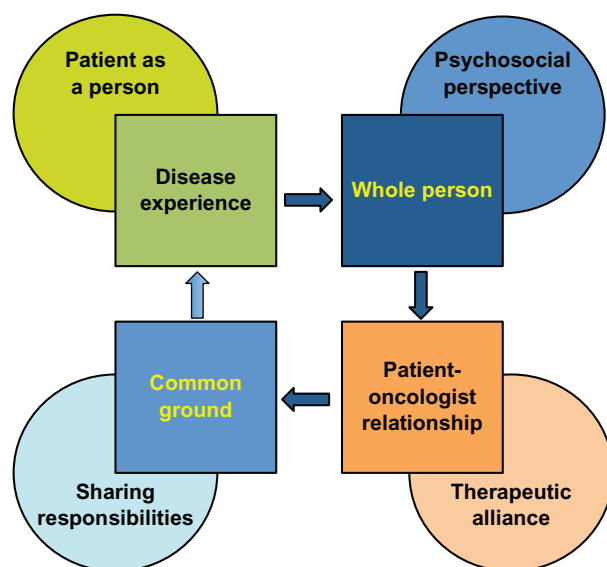 Patient as
a person
Psychosocial
perspective
Disease
experience
Whole person
Common
ground
Patient-
oncologist
relationship
Sharing
responsibilities
Therapeutic
alliance